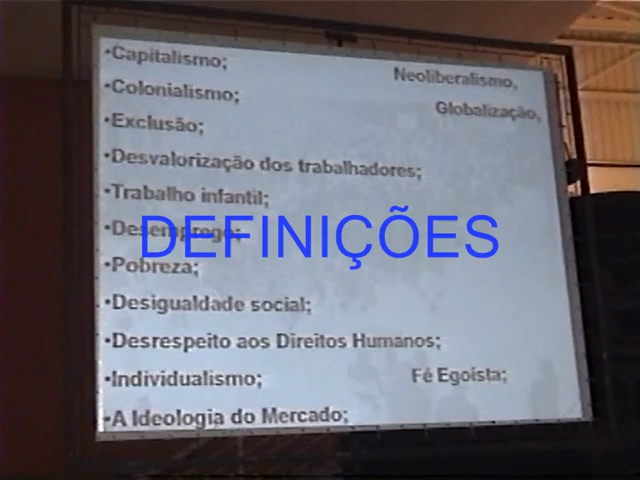 •Capitalismo; Neoliberalismo,
•Colonialismo; Globalização,
•Exclusão;
•Desvalorização dos trabalhadores;
•Trabalho infantil;
•Desemprego;
DEFINIÇÕES
•Pobreza;
•Desigualdade social;
•Desrespeito aos Direitos Humanos;
•Individualismo; Fé Egoísta;
•A Ideologia do Mercado;